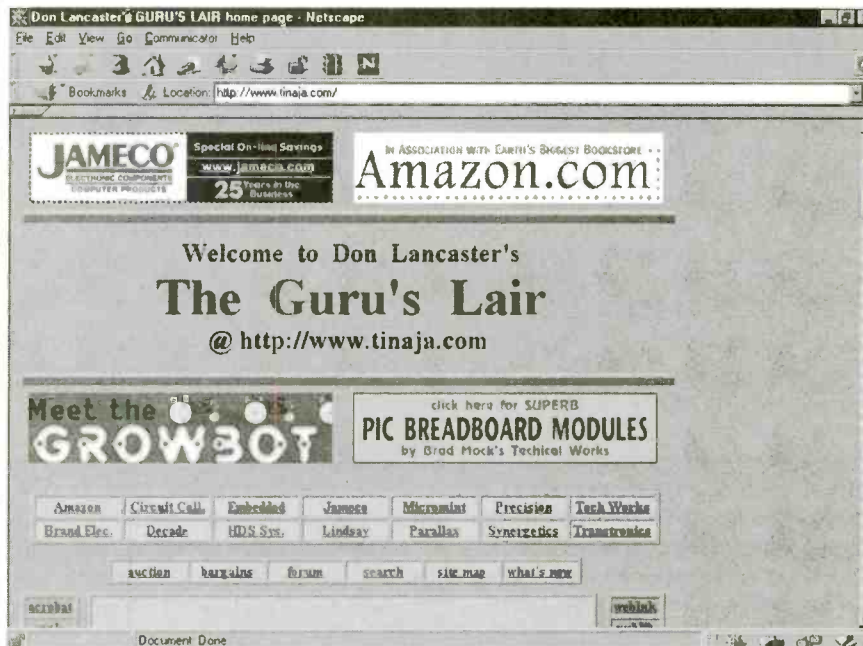 Don Lancaster's GURU'S LAIR home page - Netscape
File Edit View Go Communicator Help
Bookmarks Location: http://www.tinaja.com/
JAMECO
ELECTRONIC COMPONENTS
COMPUTER PRODUCTS
Special On-line Savings
www.jameco.com
25 Years in the Business
IN ASSOCIATION WITH EARTH'S BIGGEST BOOKSTORE
Amazon.com
Welcome to Don Lancaster's
The Guru's Lair
@ http://www.tinaja.com
Meet the
GROWBOT
click here for SUPERB
PIC BREADBOARD MODULES
by Brad Mock's Techical Works
Amazon Circuit Cell. Embedded Jameco Micromint Precision Tech Works
Brand Elec. Decade HDS Sys. Lindsay Parallax Synergetics Transtronics
auction bargains forum search site map what's new
acrobat weblink
Document Done